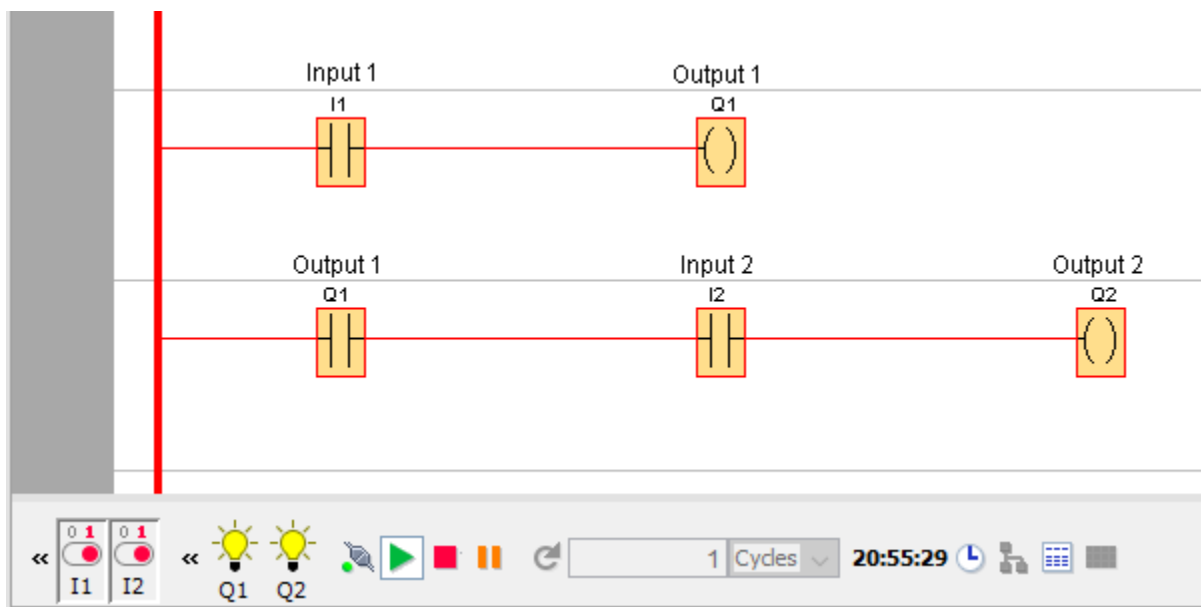 Input 1 Output 1
I1 Q1
Output 1 Input 2 Output 2
Q1 I2 Q2
« 0 1 0 1 « 1 Cycles 20:55:29
I1 I2 Q1 Q2